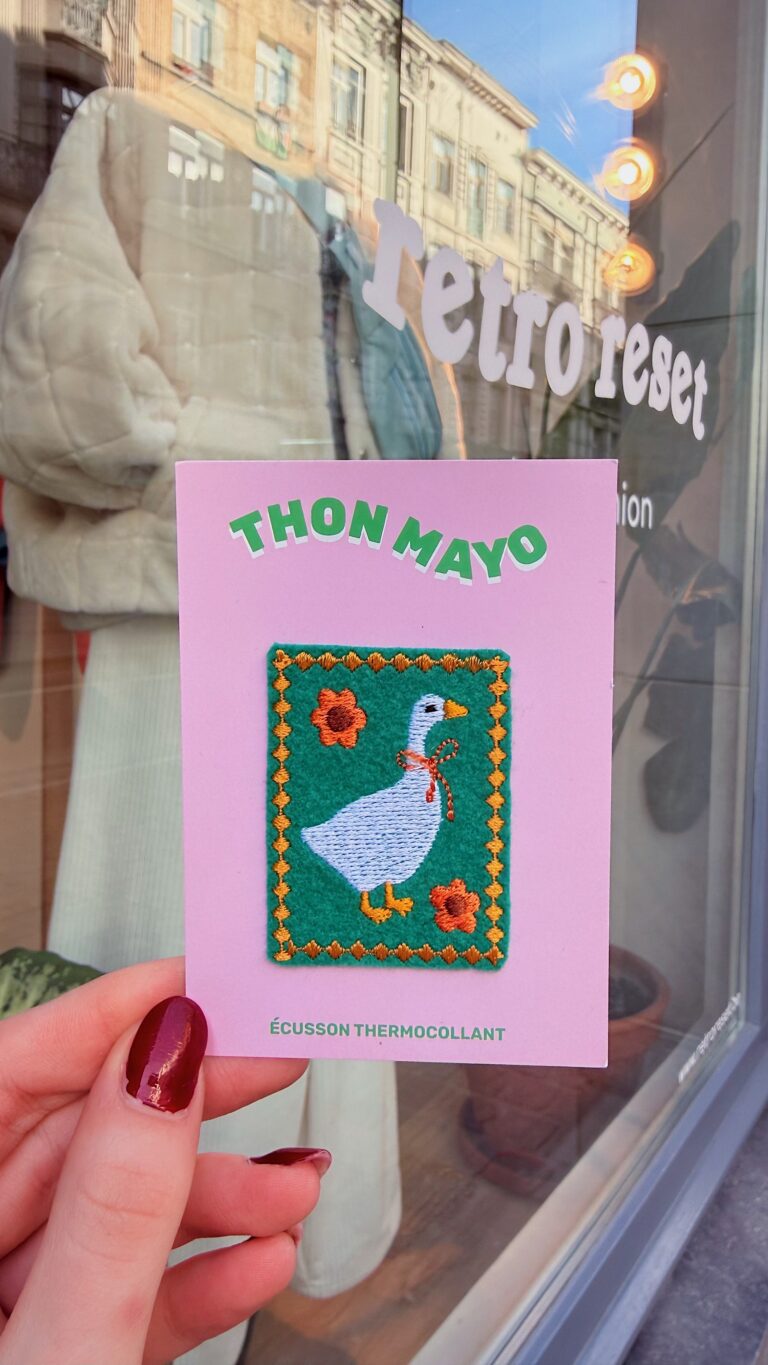 retro reset
THON MAYO
ÉCUSSON THERMOCOLLANT